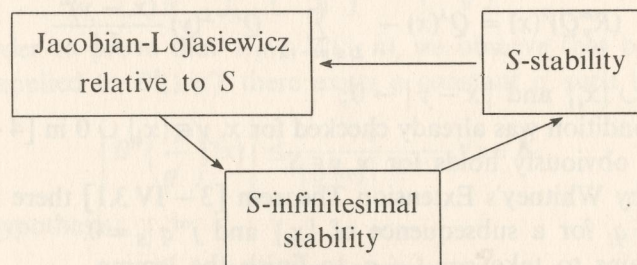 Jacobian-Lojasiewicz
relative to S
S-stability
S-infinitesimal
stability